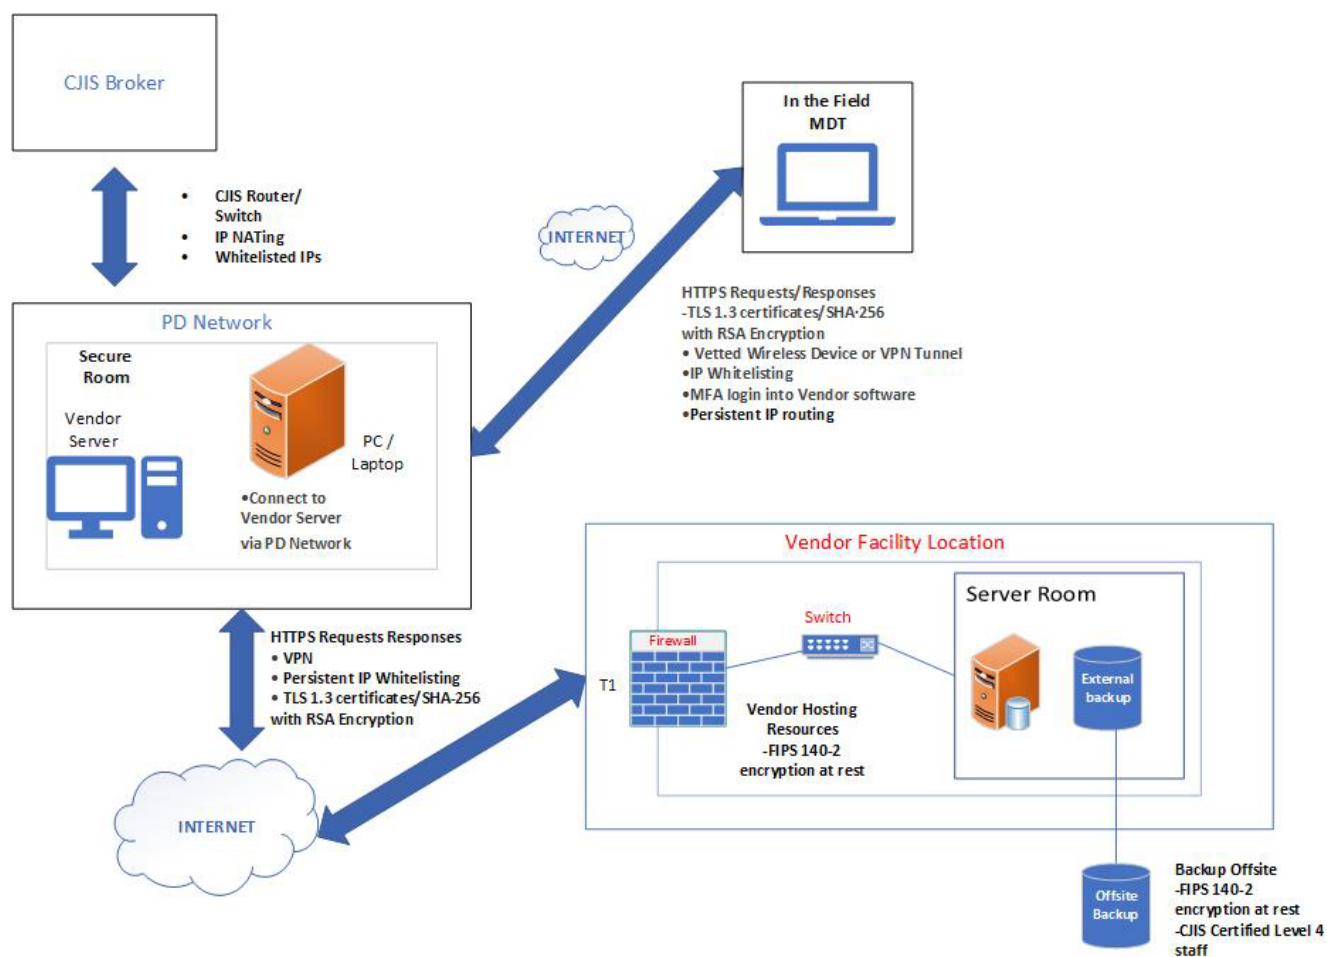 CJIS Broker
• CJIS Router/
Switch
• IP NATing
• Whitelisted IPs
INTERNET
In the Field
MDT
HTTPS Requests/Responses
-TLS 1.3 certificates/SHA-256
with RSA Encryption
• Vetted Wireless Device or VPN Tunnel
•IP Whitelisting
•MFA login into Vendor software
•Persistent IP routing
PD Network
Secure
Room
Vendor
Server
PC /
Laptop
•Connect to
Vendor Server
via PD Network
HTTPS Requests Responses
• VPN
• Persistent IP Whitelisting
• TLS 1.3 certificates/SHA-256
with RSA Encryption
INTERNET
Vendor Facility Location
T1
Firewall
Switch
Vendor Hosting
Resources
-FIPS 140-2
encryption at rest
Server Room
External
backup
Offsite
Backup
Backup Offsite
-FIPS 140-2
encryption at rest
-CJIS Certified Level 4
staff